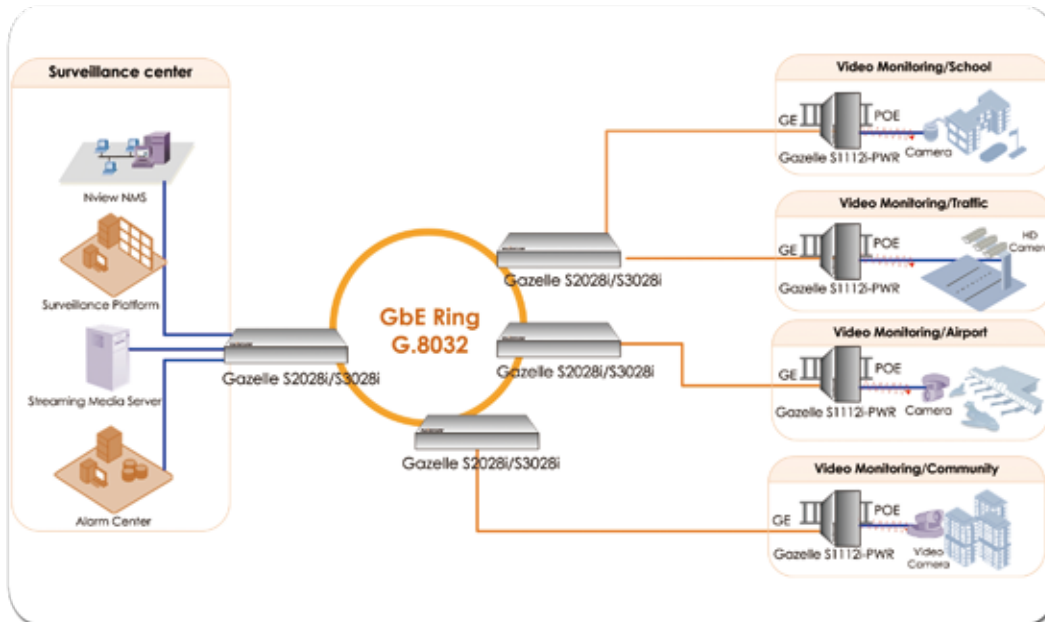 Surveillance center
Nview NMS
Surveillance Platform
Streaming Media Server
Alarm Center
Gazelle S2028i/S3028i
GbE Ring
G.8032
Gazelle S2028i/S3028i
Gazelle S2028i/S3028i
Gazelle S2028i/S3028i
Video Monitoring/School
GE
POE
Camera
Gazelle S1112i-PWR
Video Monitoring/Traffic
GE
POE
HD
Camera
Gazelle S1112i-PWR
Video Monitoring/Airport
GE
POE
Camera
Gazelle S1112i-PWR
Video Monitoring/Community
GE
POE
Gazelle S1112i-PWR
Video
Camera